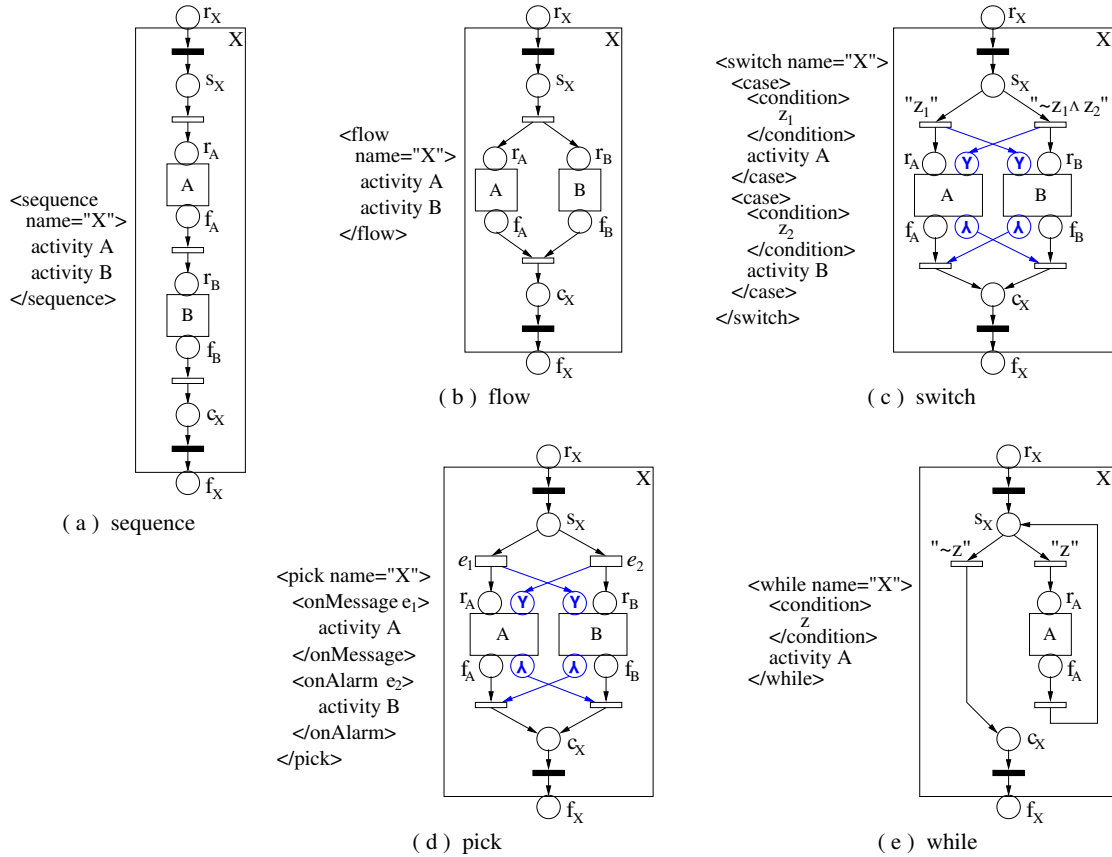 r_X
X
<sequence
name="X">
activity A
activity B
</sequence>
s_X
r_A
A
f_A
r_B
B
f_B
c_X
f_X
( a ) sequence
r_X
X
<flow
name="X">
activity A
activity B
</flow>
s_X
r_A
r_B
A
B
f_A
f_B
c_X
f_X
( b ) flow
r_X
X
<switch name="X">
<case>
<condition>
z_1
</condition>
activity A
</case>
<case>
<condition>
z_2
</condition>
activity B
</case>
</switch>
s_X
"z_1"
"~z_1 ∧ z_2"
r_A
Y
Y
r_B
A
B
f_A
⅄
⅄
f_B
c_X
f_X
( c ) switch
r_X
X
<pick name="X">
<onMessage e_1>
activity A
</onMessage>
<onAlarm e_2>
activity B
</onAlarm>
</pick>
s_X
e_1
e_2
r_A
Y
Y
r_B
A
B
f_A
⅄
⅄
f_B
c_X
f_X
( d ) pick
r_X
X
<while name="X">
<condition>
z
</condition>
activity A
</while>
s_X
"~z"
"z"
r_A
A
f_A
c_X
f_X
( e ) while